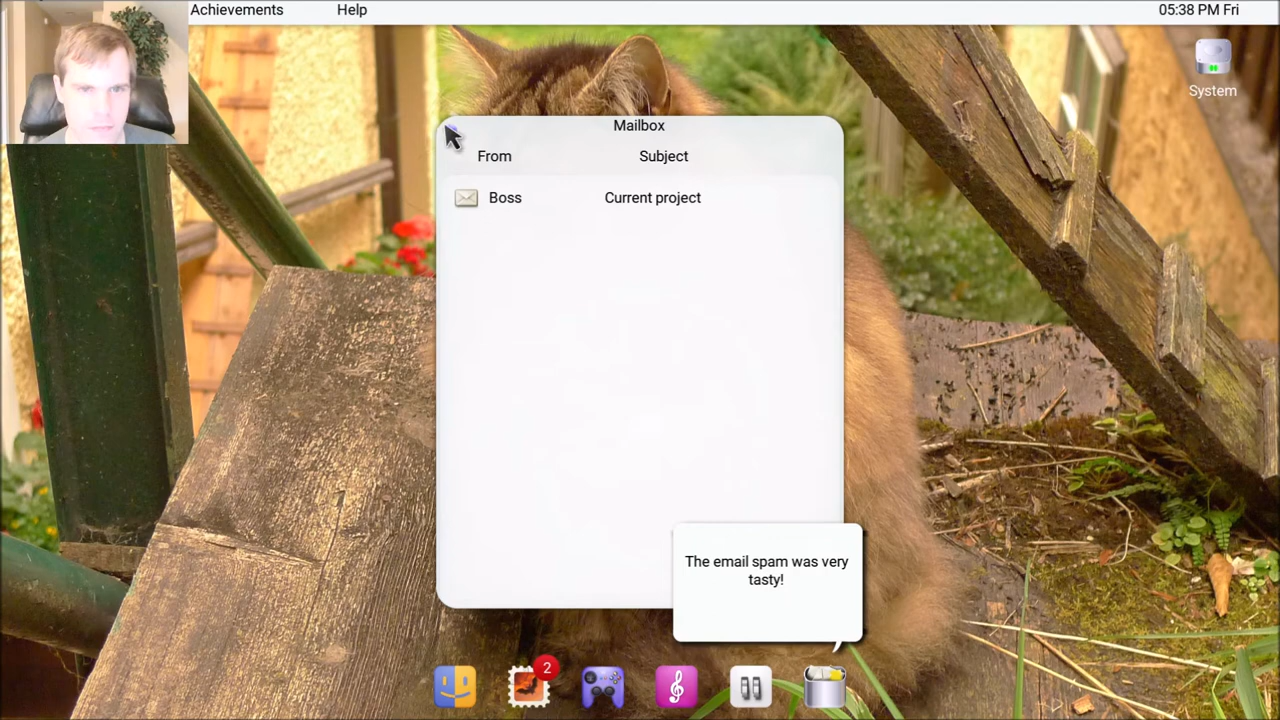 Achievements Help 05:38 PM Fri
System
Mailbox
From Subject
Boss Current project
The email spam was very
tasty!
2